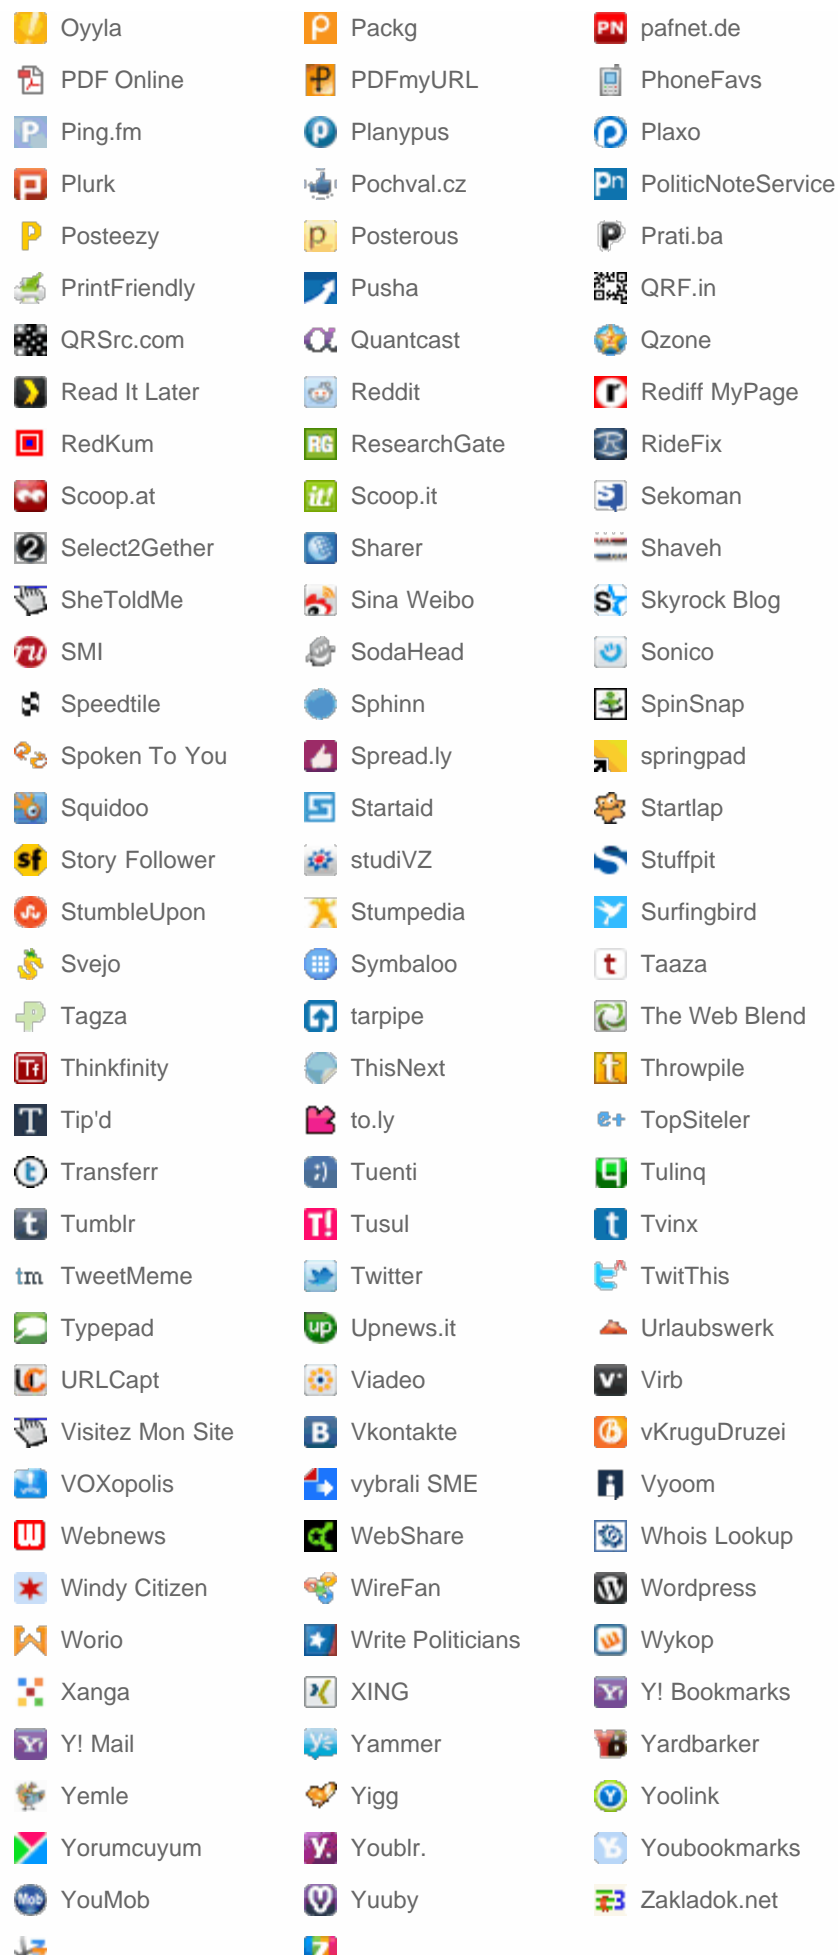 Oyyla Packg pafnet.de
PDF Online PDFmyURL PhoneFavs
Ping.fm Planypus Plaxo
Plurk Pochval.cz PoliticNoteService
Posteezy Posterous Prati.ba
PrintFriendly Pusha QRF.in
QRSrc.com Quantcast Qzone
Read It Later Reddit Rediff MyPage
RedKum ResearchGate RideFix
Scoop.at Scoop.it Sekoman
Select2Gether Sharer Shaveh
SheToldMe Sina Weibo Skyrock Blog
SMI SodaHead Sonico
Speedtile Sphinn SpinSnap
Spoken To You Spread.ly springpad
Squidoo Startaid Startlap
Story Follower studiVZ Stuffpit
StumbleUpon Stumpedia Surfingbird
Svejo Symbaloo Taaza
Tagza tarpipe The Web Blend
Thinkfinity ThisNext Throwpile
Tip'd to.ly TopSiteler
Transferr Tuenti Tulinq
Tumblr Tusul Tvinx
TweetMeme Twitter TwitThis
Typepad Upnews.it Urlaubswerk
URLCapt Viadeo Virb
Visitez Mon Site Vkontakte vKruguDruzei
VOXopolis vybrali SME Vyoom
Webnews WebShare Whois Lookup
Windy Citizen WireFan Wordpress
Worio Write Politicians Wykop
Xanga XING Y! Bookmarks
Y! Mail Yammer Yardbarker
Yemle Yigg Yoolink
Yorumcuyum Youblr. Youbookmarks
YouMob Yuuby Zakladok.net